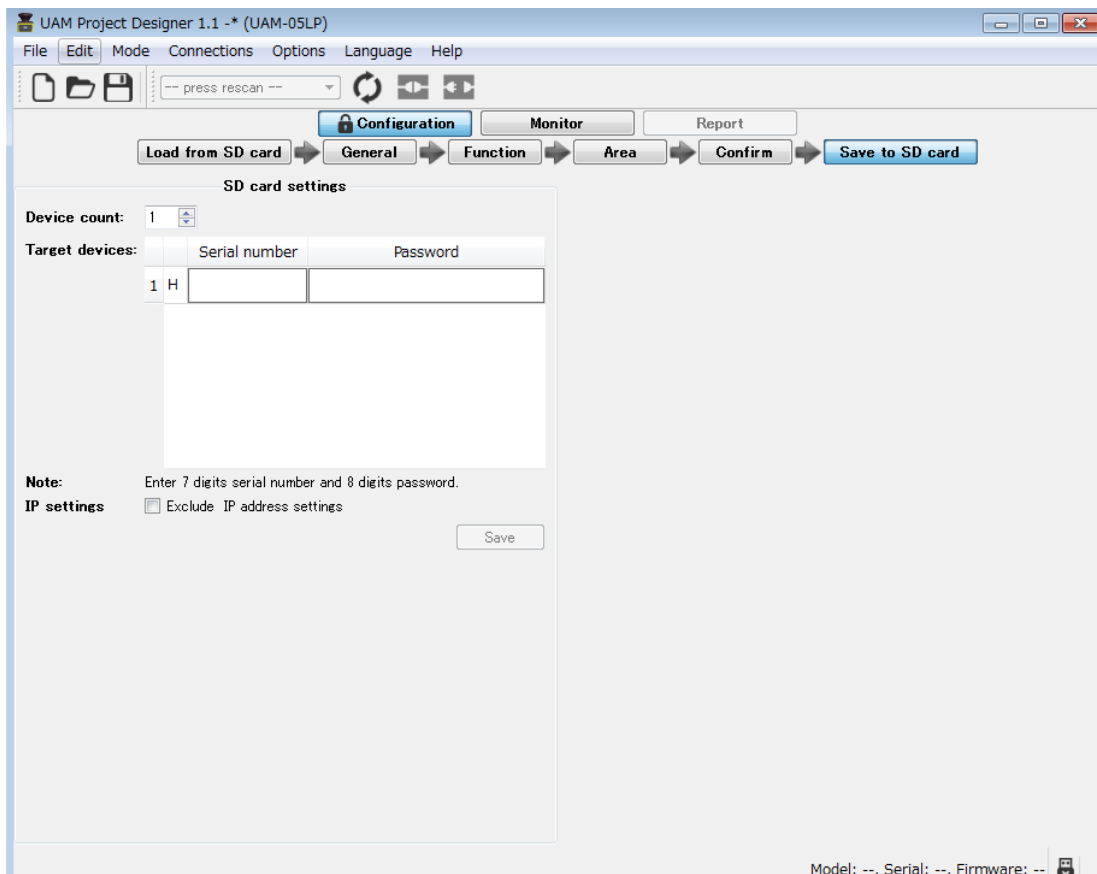 UAM Project Designer 1.1 -* (UAM-05LP)
File Edit Mode Connections Options Language Help
-- press rescan --
Configuration Monitor Report
Load from SD card General Function Area Confirm Save to SD card
SD card settings
Device count: 1
Target devices: Serial number Password
1 H
Note: Enter 7 digits serial number and 8 digits password.
IP settings Exclude IP address settings
Save
Model: --, Serial: --, Firmware: --